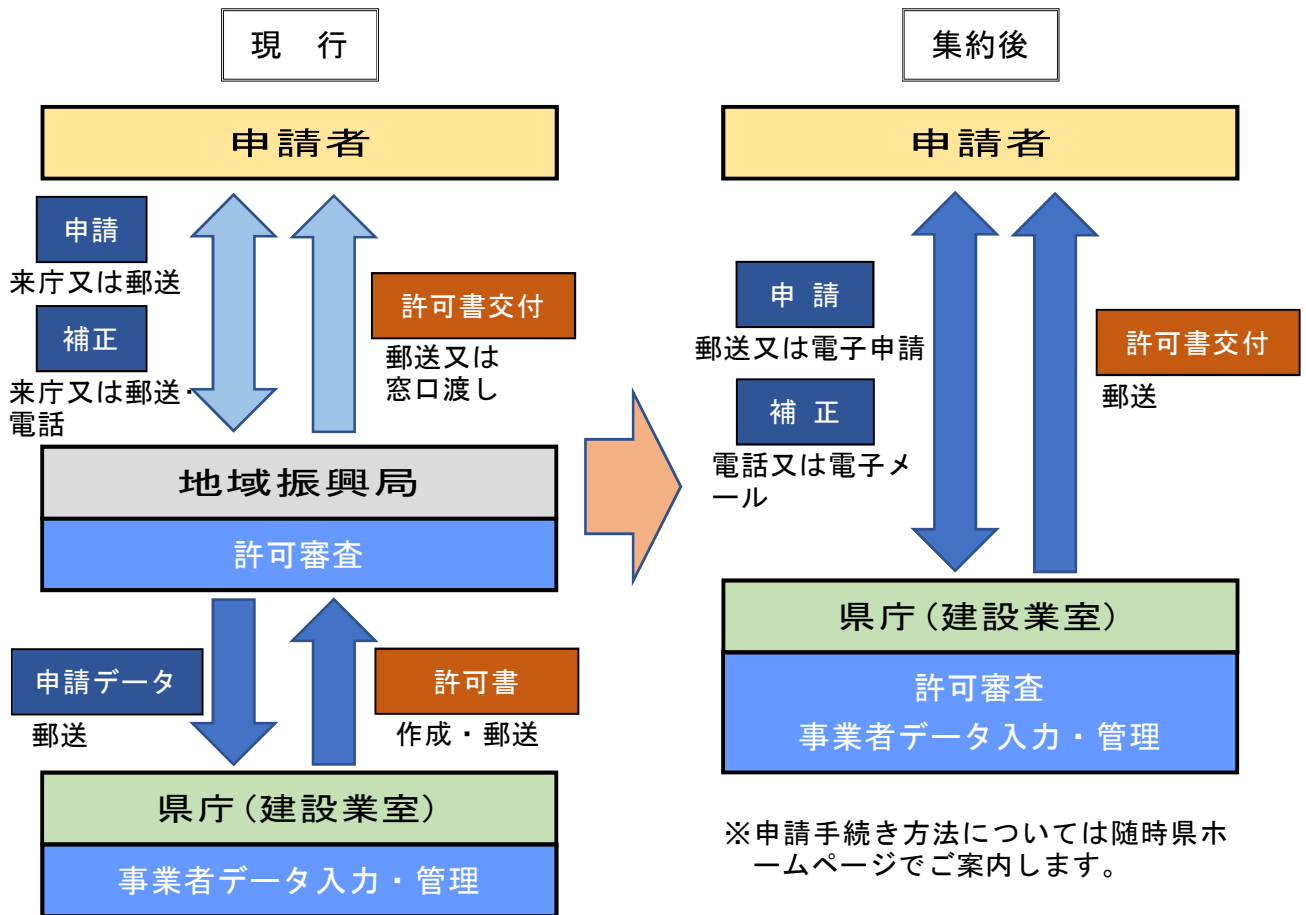 現　行
申請者
申請
来庁又は郵送
補正
来庁又は郵送・
電話
許可書交付
郵送又は
窓口渡し
地域振興局
許可審査
申請データ
郵送
許可書
作成・郵送
県庁（建設業室）
事業者データ入力・管理
集約後
申請者
申 請
郵送又は電子申請
補 正
電話又は電子メ
ール
許可書交付
郵送
県庁（建設業室）
許可審査
事業者データ入力・管理
※申請手続き方法については随時県ホ
ームページでご案内します。